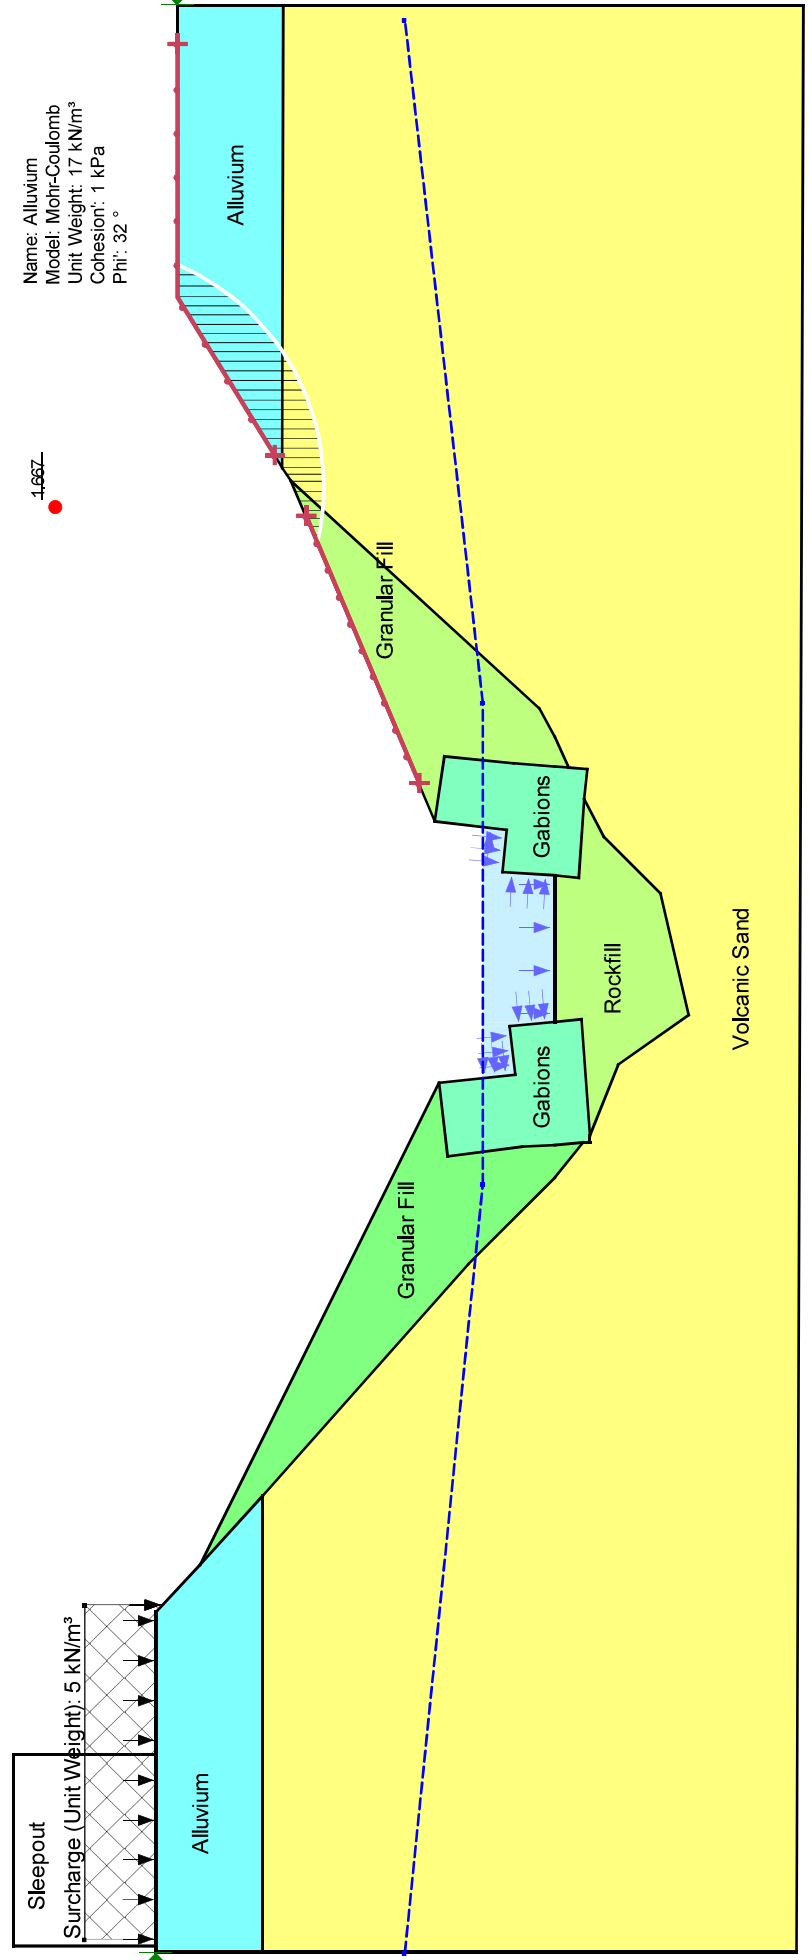 Sleepout
Surcharge (Unit Weight): 5 kN/m³
Alluvium
Granular Fill
Gabions
Rockfill
Volcanic Sand
Gabions
Granular Fill
1.667
Alluvium
Name: Alluvium
Model: Mohr-Coulomb
Unit Weight: 17 kN/m³
Cohesion': 1 kPa
Phi': 32 °